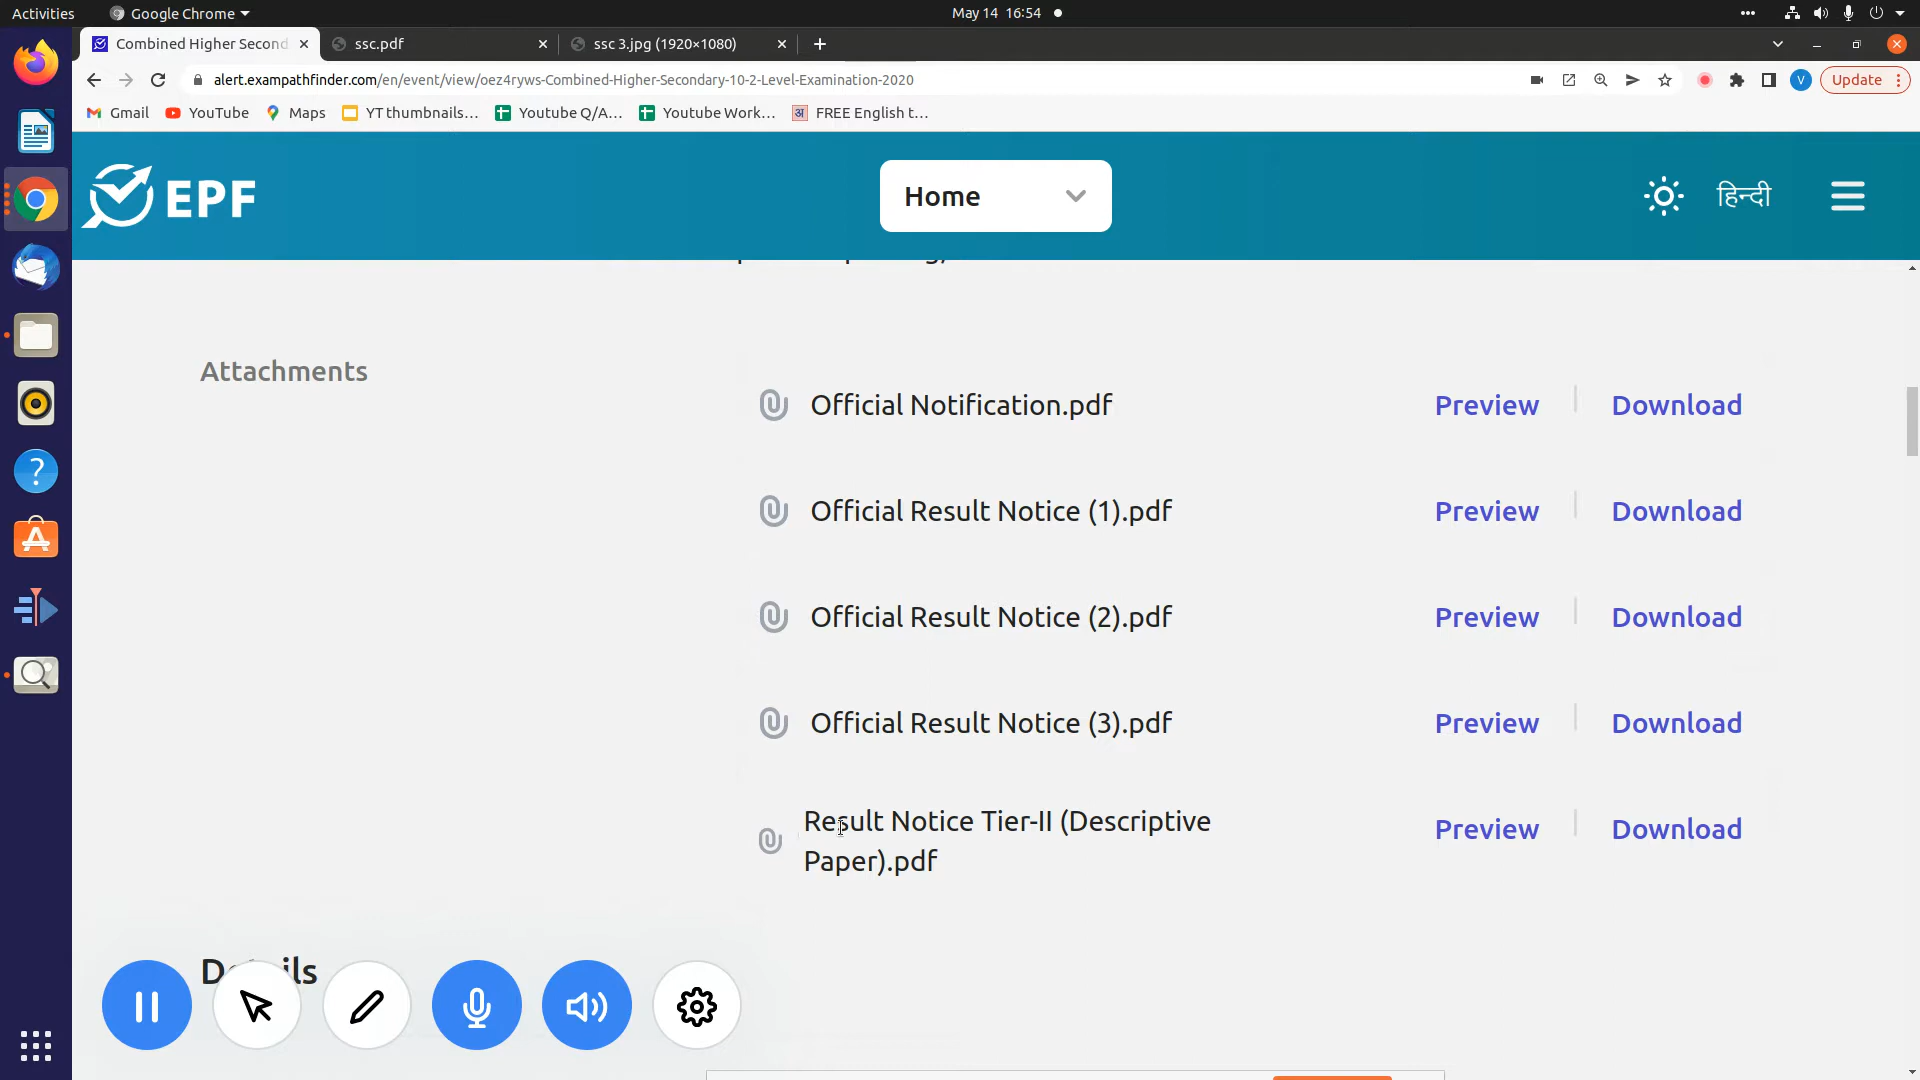 Activities
Google Chrome
May 14 16:54
Combined Higher Second
ssc.pdf
ssc 3.jpg (1920×1080)
alert.exampathfinder.com/en/event/view/oez4ryws-Combined-Higher-Secondary-10-2-Level-Examination-2020
V
Update
Gmail
YouTube
Maps
YT thumbnails...
Youtube Q/A...
Youtube Work...
FREE English t...
EPF
Home
हिन्दी
Attachments
Official Notification.pdf
Preview
Download
Official Result Notice (1).pdf
Preview
Download
Official Result Notice (2).pdf
Preview
Download
Official Result Notice (3).pdf
Preview
Download
Result Notice Tier-II (Descriptive
Paper).pdf
Preview
Download